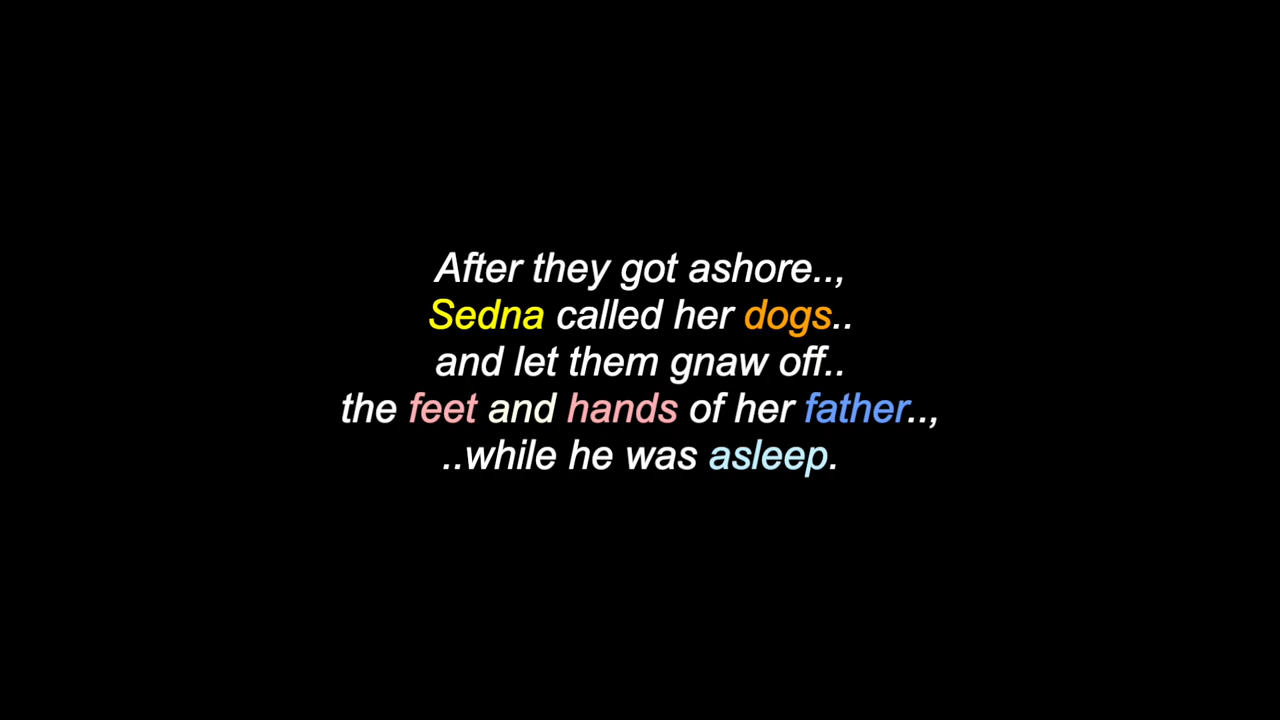 After they got ashore..,
Sedna called her dogs..
and let them gnaw off..
the feet and hands of her father..,
..while he was asleep.